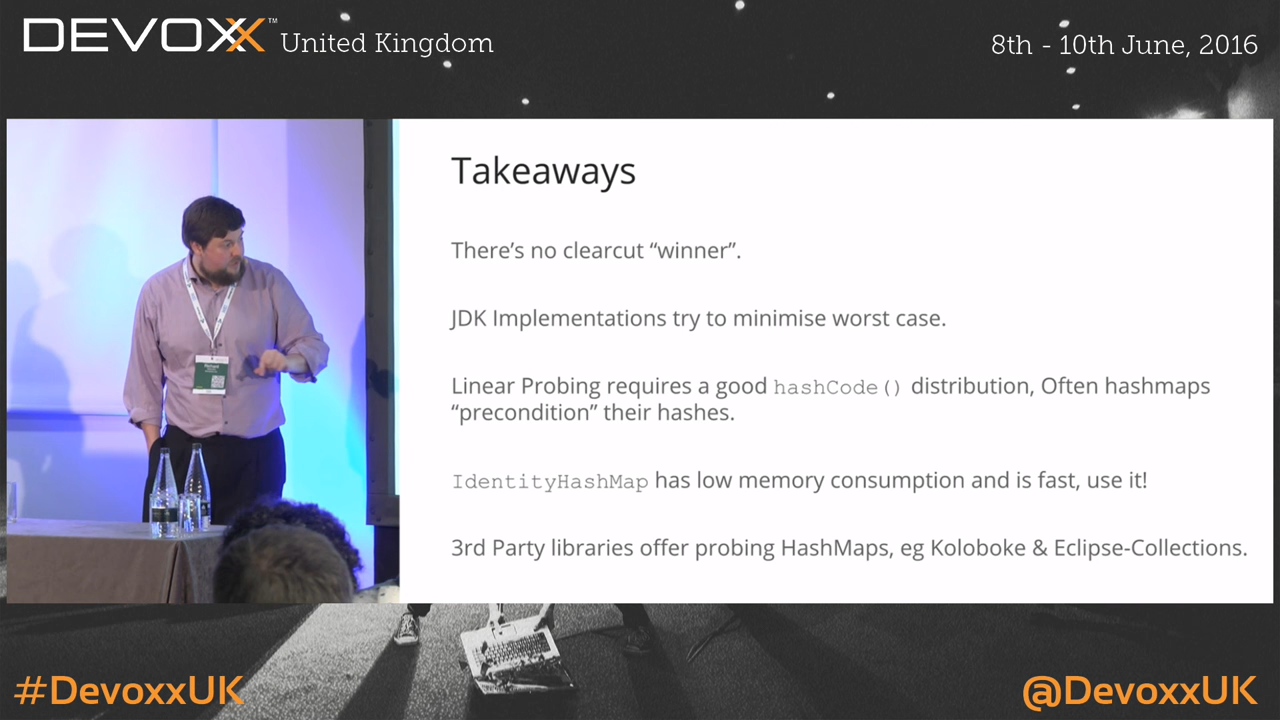 DEVOXX™ United Kingdom
8th - 10th June, 2016
Takeaways
There’s no clearcut “winner”.
JDK Implementations try to minimise worst case.
Linear Probing requires a good hashCode() distribution, Often hashmaps
“precondition” their hashes.
IdentityHashMap has low memory consumption and is fast, use it!
3rd Party libraries offer probing HashMaps, eg Koloboke & Eclipse-Collections.
#DevoxxUK
@DevoxxUK